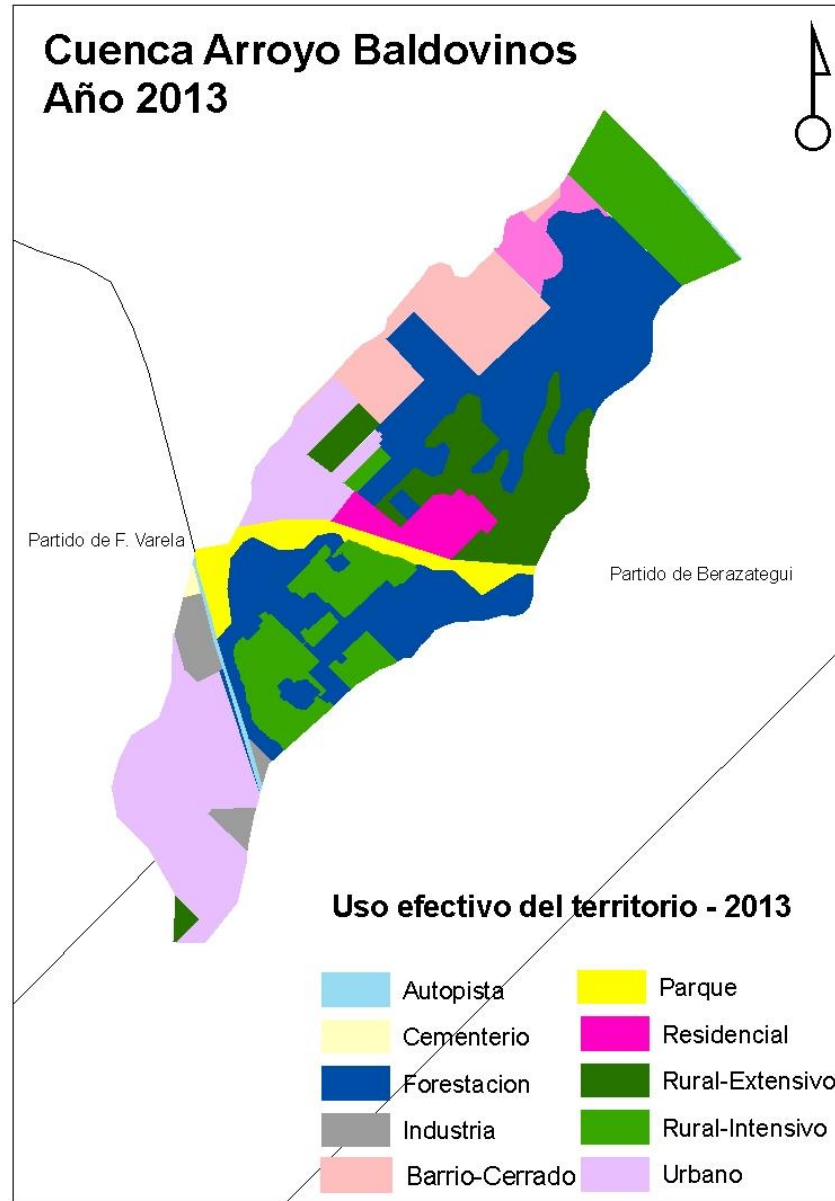 Cuenca Arroyo Baldovinos
Año 2013
Partido de F. Varela
Partido de Berazategui
Uso efectivo del territorio - 2013
Autopista
Cementerio
Forestacion
Industria
Barrio-Cerrado
Parque
Residencial
Rural-Extensivo
Rural-Intensivo
Urbano